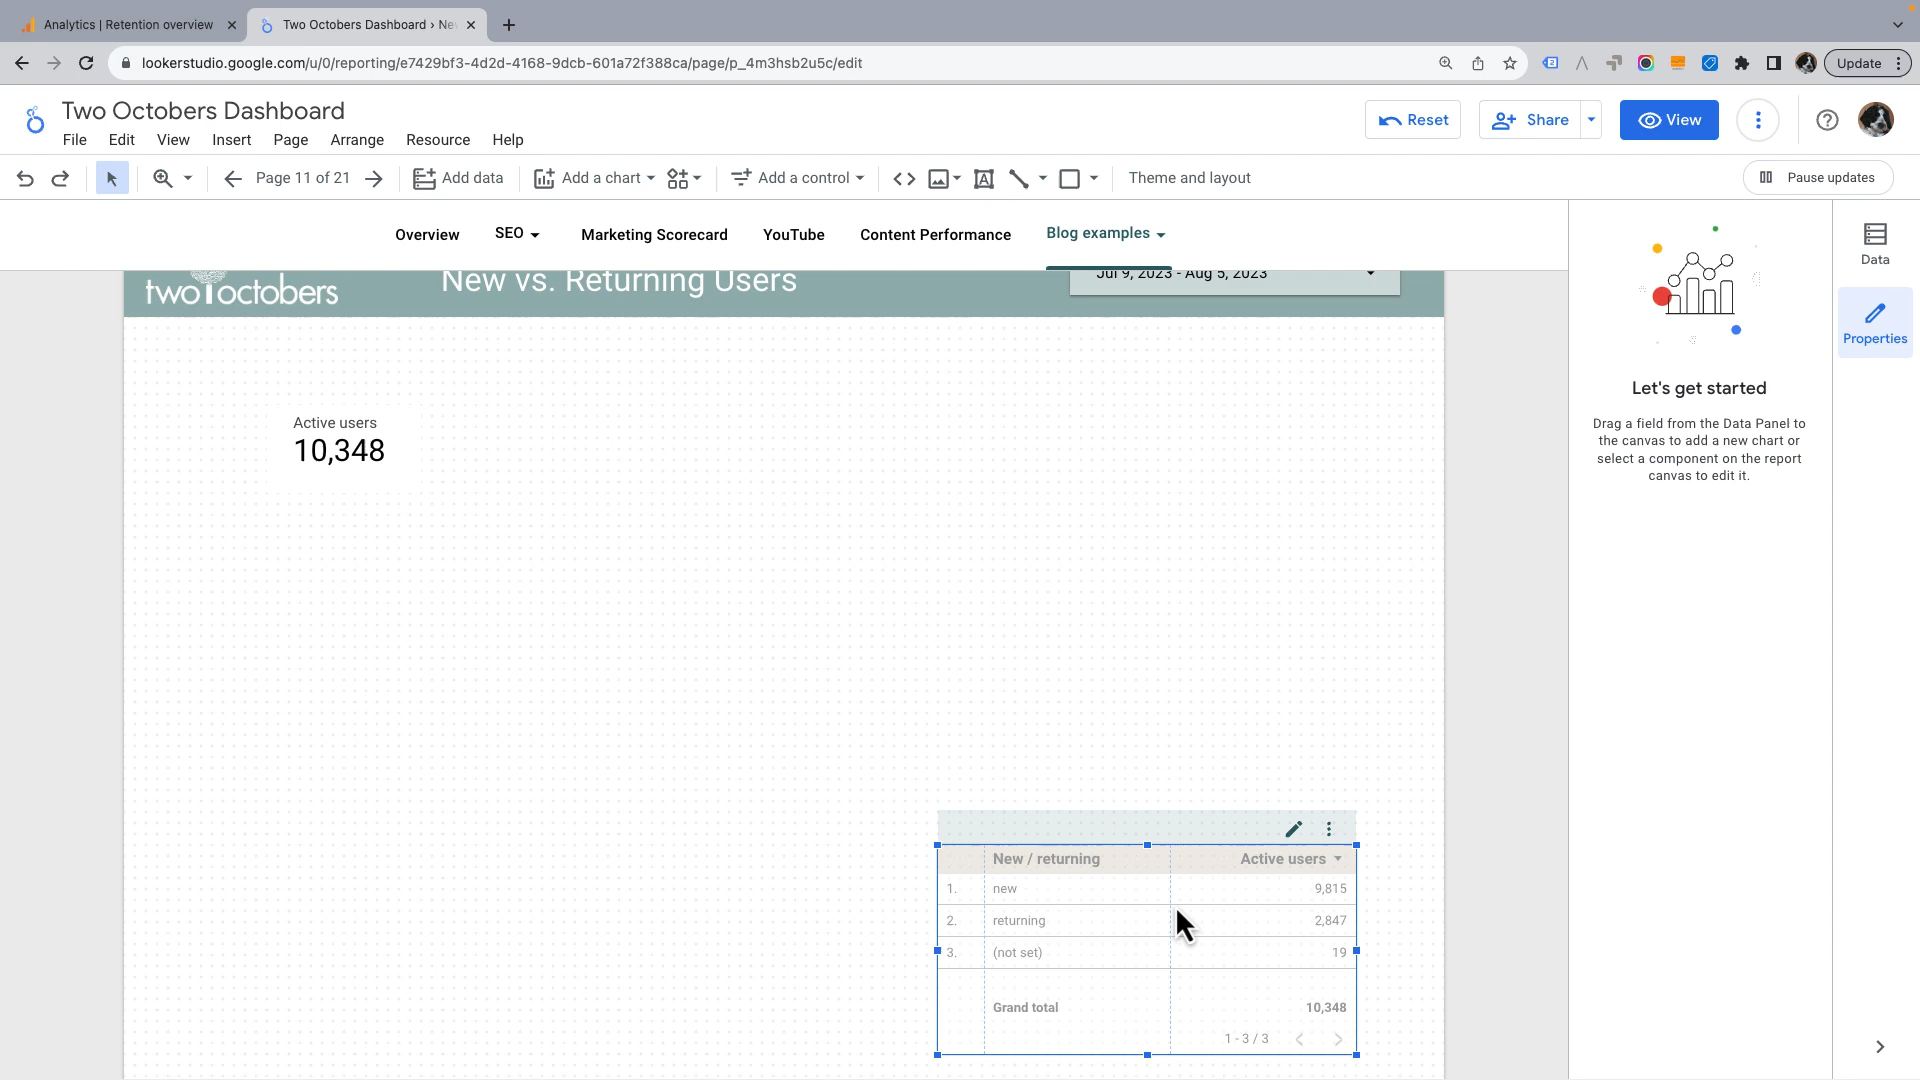 Analytics | Retention overview
Two Octobers Dashboard › Ne
lookerstudio.google.com/u/0/reporting/e7429bf3-4d2d-4168-9dcb-601a72f388ca/page/p_4m3hsb2u5c/edit
Update
Two Octobers Dashboard
File Edit View Insert Page Arrange Resource Help
Reset
Share
View
Page 11 of 21
Add data
Add a chart
Add a control
Theme and layout
Pause updates
Overview
SEO
Marketing Scorecard
YouTube
Content Performance
Blog examples
two octobers
New vs. Returning Users
Jul 9, 2023 - Aug 5, 2023
Active users
10,348
New / returning Active users
1. new 9,815
2. returning 2,847
3. (not set) 19
Grand total 10,348
1 - 3 / 3
Let's get started
Drag a field from the Data Panel to
the canvas to add a new chart or
select a component on the report
canvas to edit it.
Data
Properties